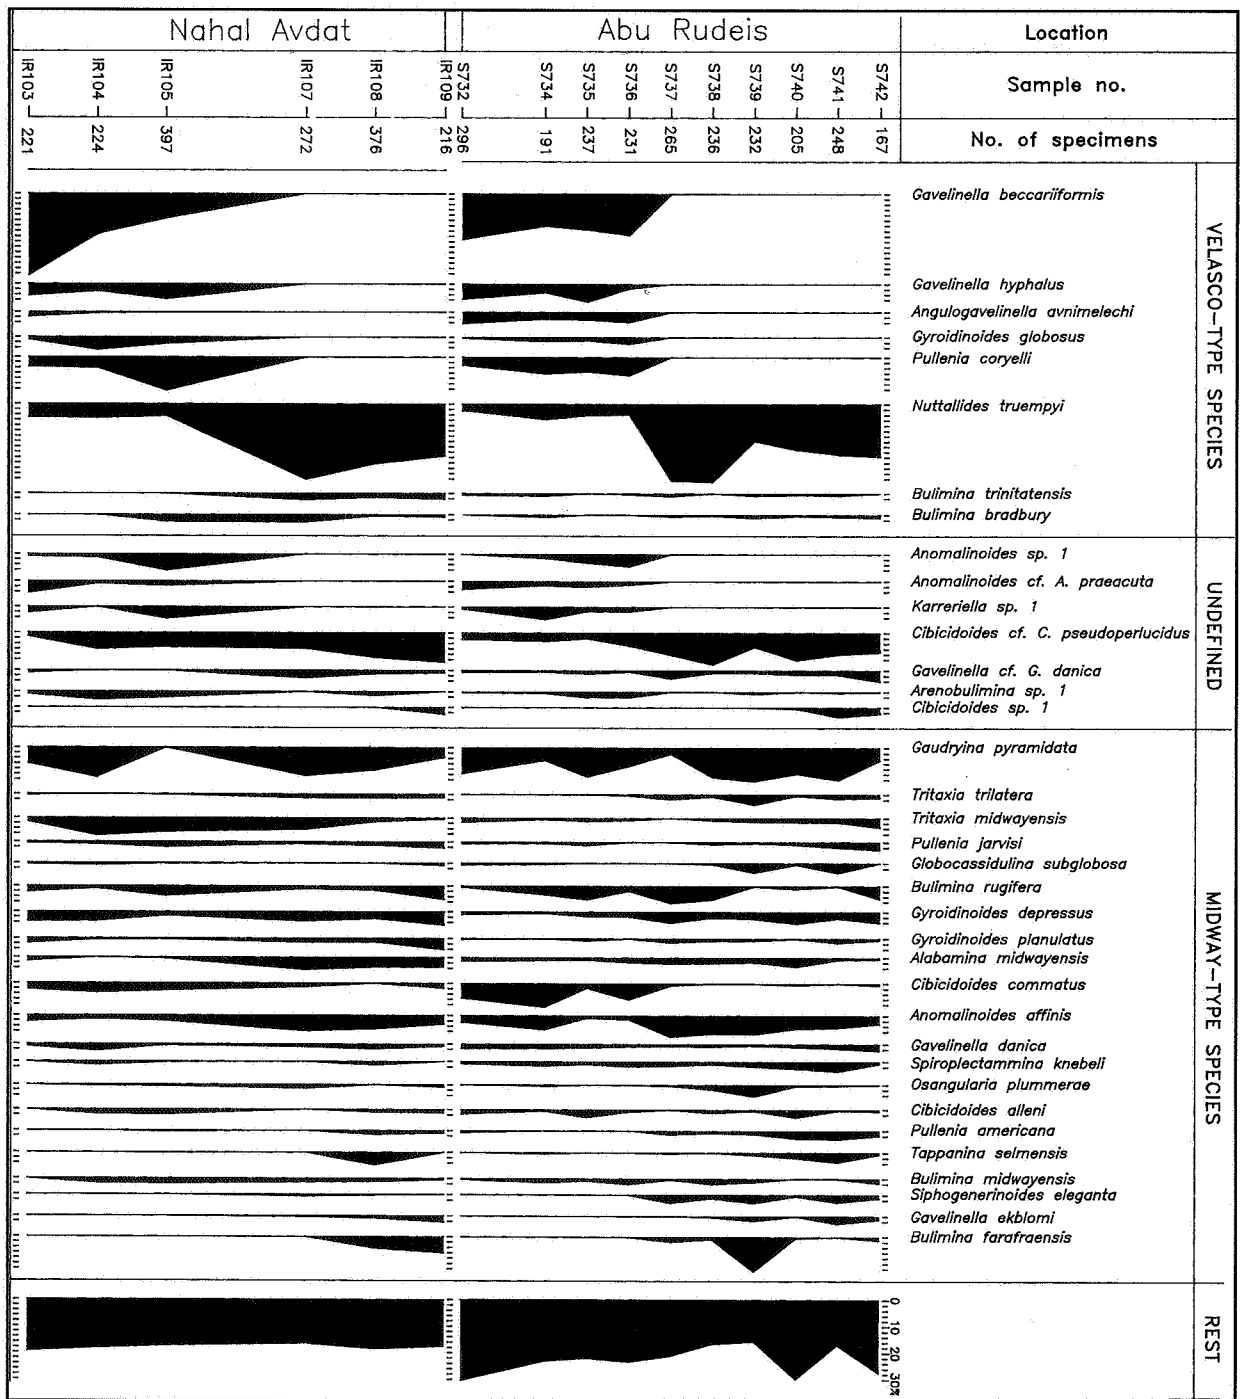 Nahal Avdat
Abu Rudeis
Location
IR103
IR104
IR105
IR107
IR108
IR109
S732
S734
S735
S736
S737
S738
S739
S740
S741
S742
Sample no.
221
224
397
272
376
216
296
191
237
231
265
236
232
205
248
167
No. of specimens
VELASCO-TYPE SPECIES
Gavelinella beccariiformis
Gavelinella hyphalus
Angulogavelinella avnimelechi
Gyroidinoides globosus
Pullenia coryelli
Nuttallides truempyi
Bulimina trinitatensis
Bulimina bradbury
UNDEFINED
Anomalinoides sp. 1
Anomalinoides cf. A. praeacuta
Karreriella sp. 1
Cibicidoides cf. C. pseudoperlucidus
Gavelinella cf. G. danica
Arenobulimina sp. 1
Cibicidoides sp. 1
MIDWAY-TYPE SPECIES
Gaudryina pyramidata
Tritaxia trilatera
Tritaxia midwayensis
Pullenia jarvisi
Globocassidulina subglobosa
Bulimina rugifera
Gyroidinoides depressus
Gyroidinoides planulatus
Alabamina midwayensis
Cibicidoides commatus
Anomalinoides affinis
Gavelinella danica
Spiroplectammina knebeli
Osangularia plummerae
Cibicidoides alleni
Pullenia americana
Tappanina selmensis
Bulimina midwayensis
Siphogenerinoides eleganta
Gavelinella ekblomi
Bulimina farafraensis
REST
0 10 20 30%